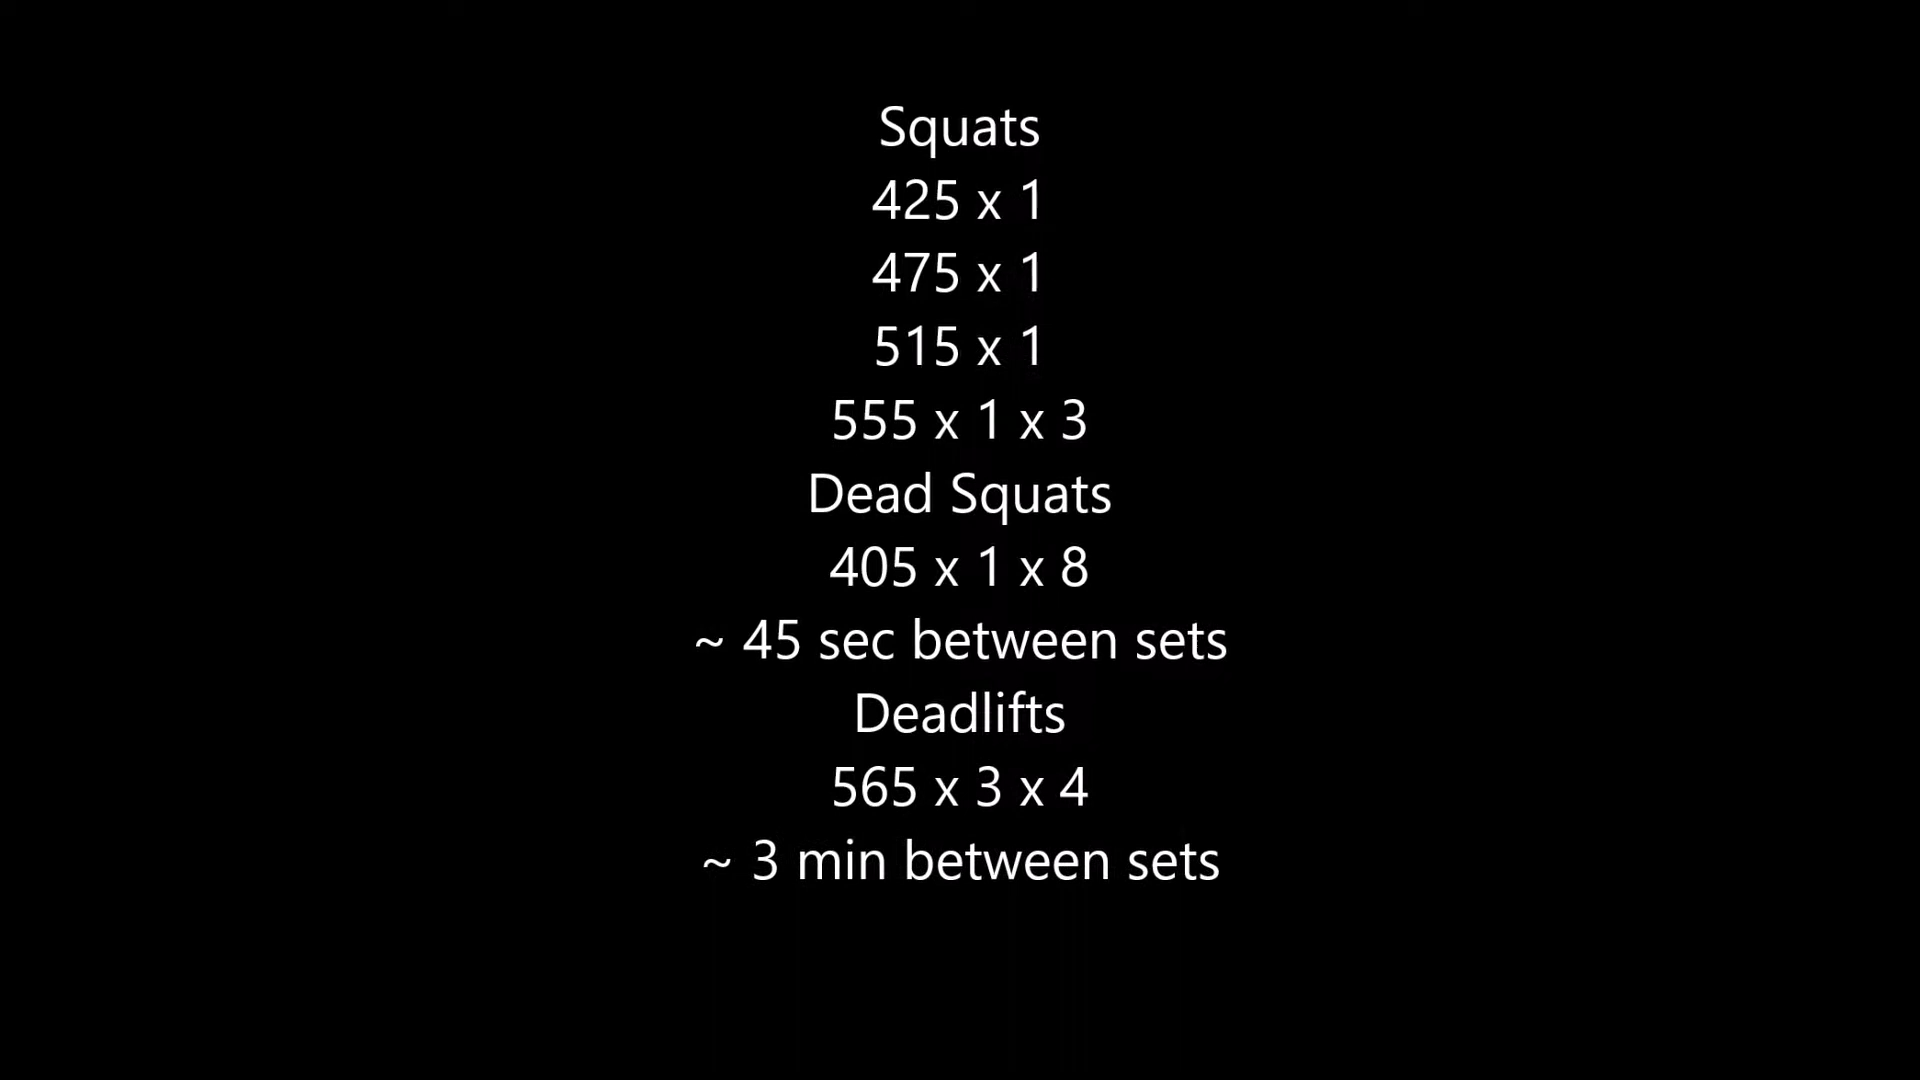 Squats
425 x 1
475 x 1
515 x 1
555 x 1 x 3
Dead Squats
405 x 1 x 8
~ 45 sec between sets
Deadlifts
565 x 3 x 4
~ 3 min between sets